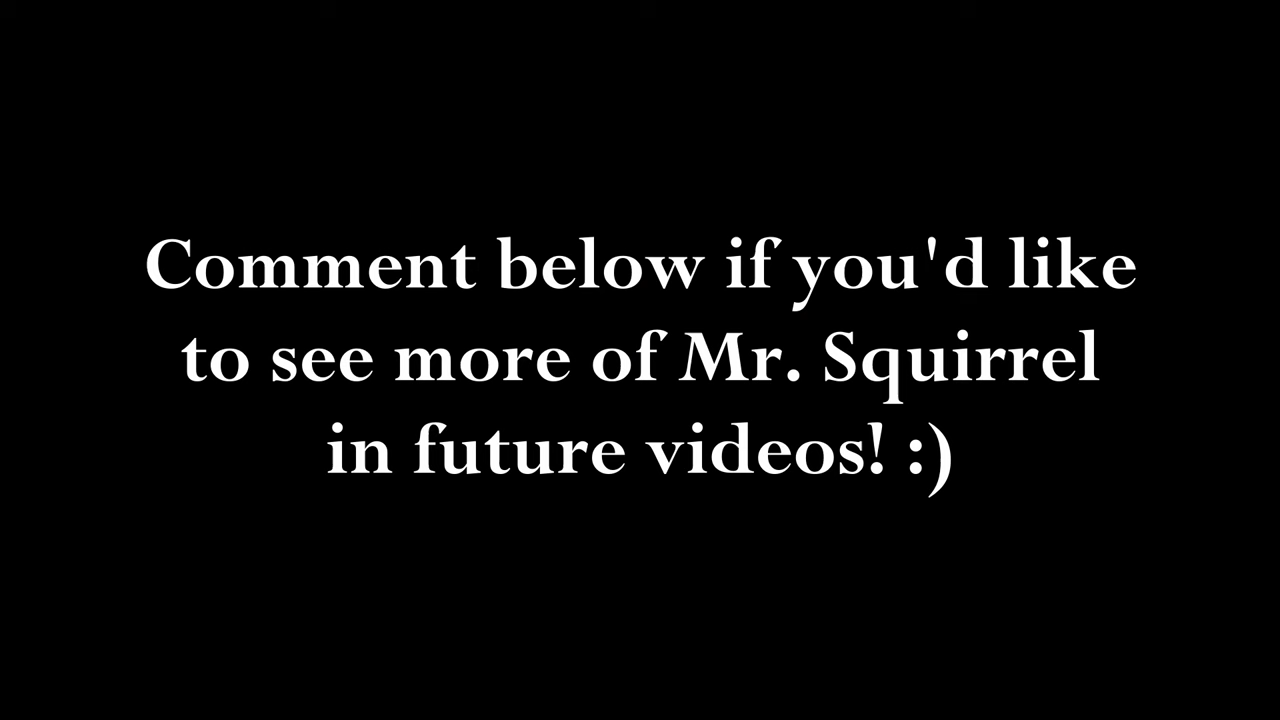 Comment below if you'd like
to see more of Mr. Squirrel
in future videos! :)